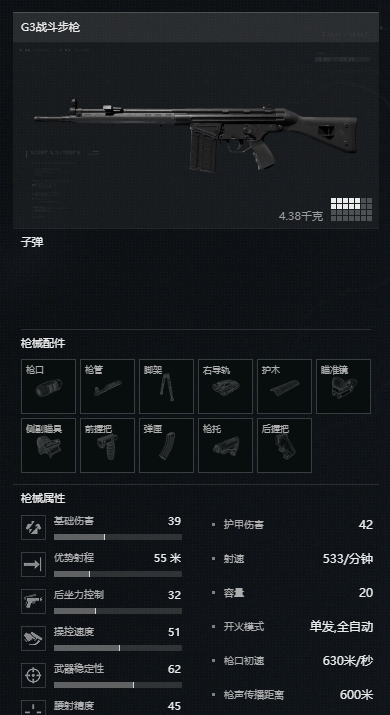 G3战斗步枪
4.38千克
子弹
枪械配件
枪口 枪管 脚架 右导轨 护木 瞄准镜
侧副瞄具 前握把 弹匣 枪托 后握把
枪械属性
基础伤害 39
护甲伤害 42
优势射程 55 米
射速 533/分钟
后坐力控制 32
容量 20
操控速度 51
开火模式 单发,全自动
武器稳定性 62
枪口初速 630米/秒
腰射精度 45
枪声传播距离 600米